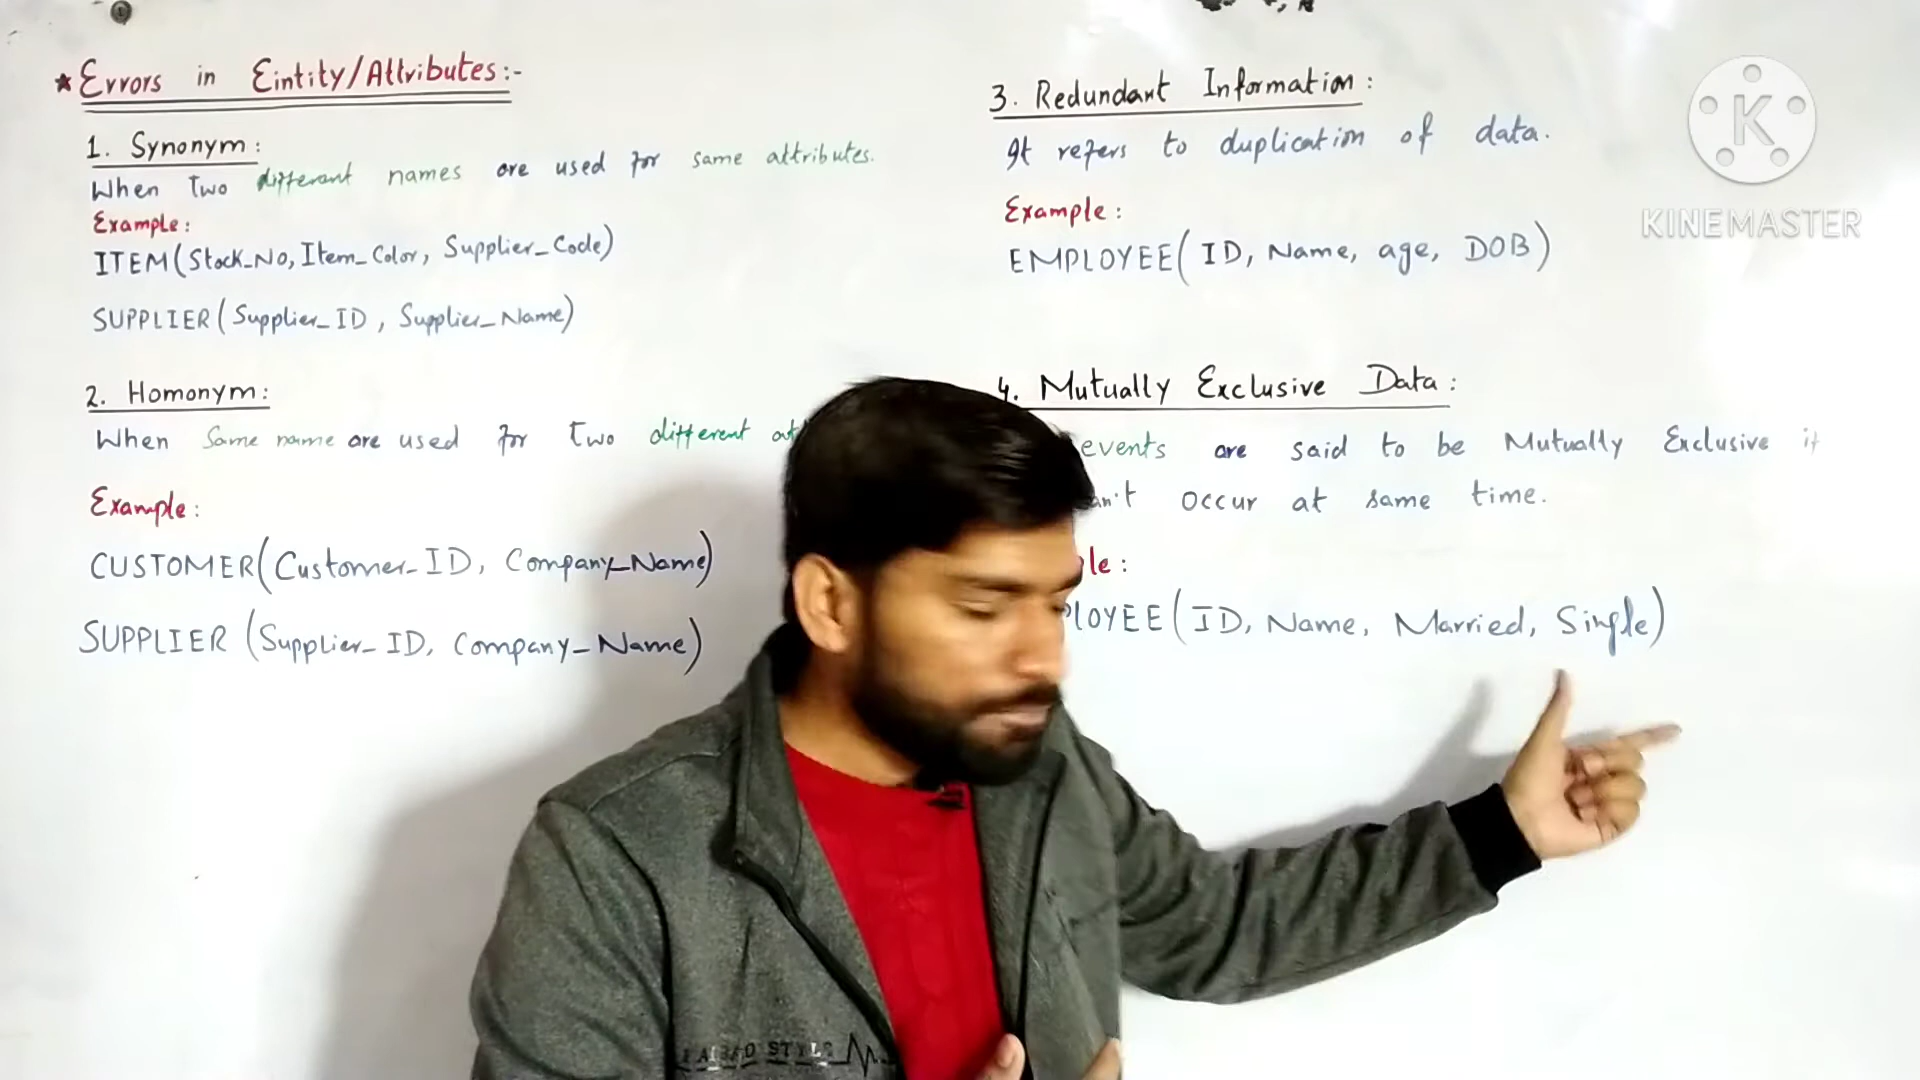 ★ Errors in Eintity/Attributes:-
1. Synonym:
When Two different names are used for same attributes.
Example:
ITEM(Stock_No, Item_Color, Supplier_Code)
SUPPLIER(Supplier_ID, Supplier_Name)
2. Homonym:
When Same name are used for Two different
Example:
CUSTOMER(Customer_ID, Company_Name)
SUPPLIER (Supplier_ID, Company_Name)
3. Redundant Information:
It refers to duplication of data.
Example:
EMPLOYEE(ID, Name, age, DOB)
4. Mutually Exclusive Data:
events are said to be Mutually Exclusive if
an't occur at same time.
le:
LOYEE(ID, Name, Married, Single)
K
KINEMASTER
STYLE